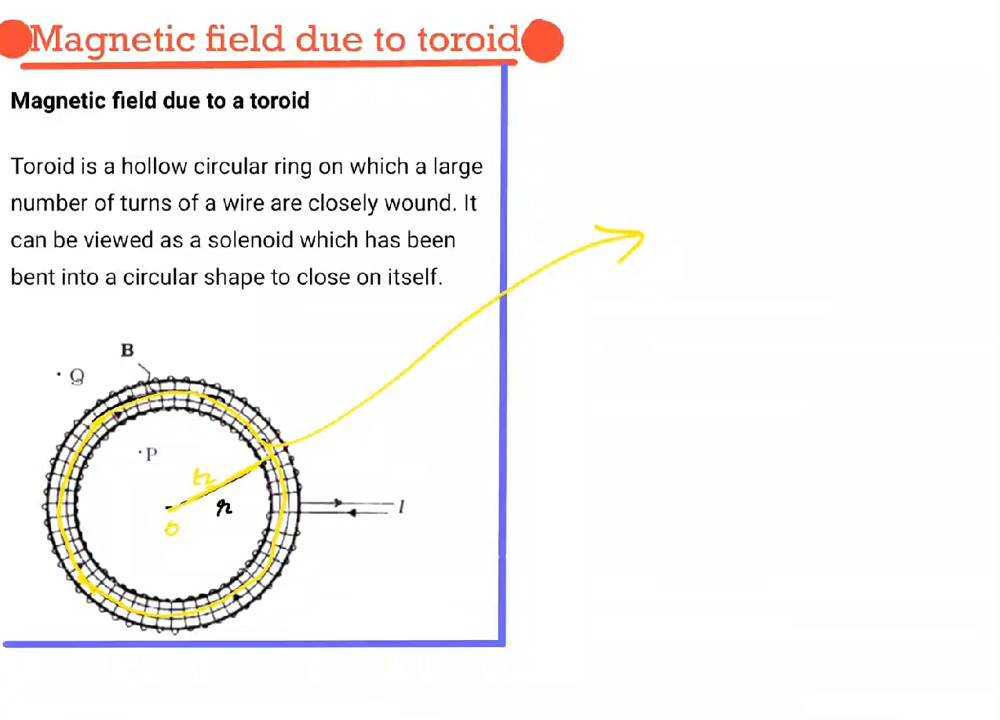 Magnetic field due to toroid
Magnetic field due to a toroid
Toroid is a hollow circular ring on which a large
number of turns of a wire are closely wound. It
can be viewed as a solenoid which has been
bent into a circular shape to close on itself.
B
· Q
·P
r
I